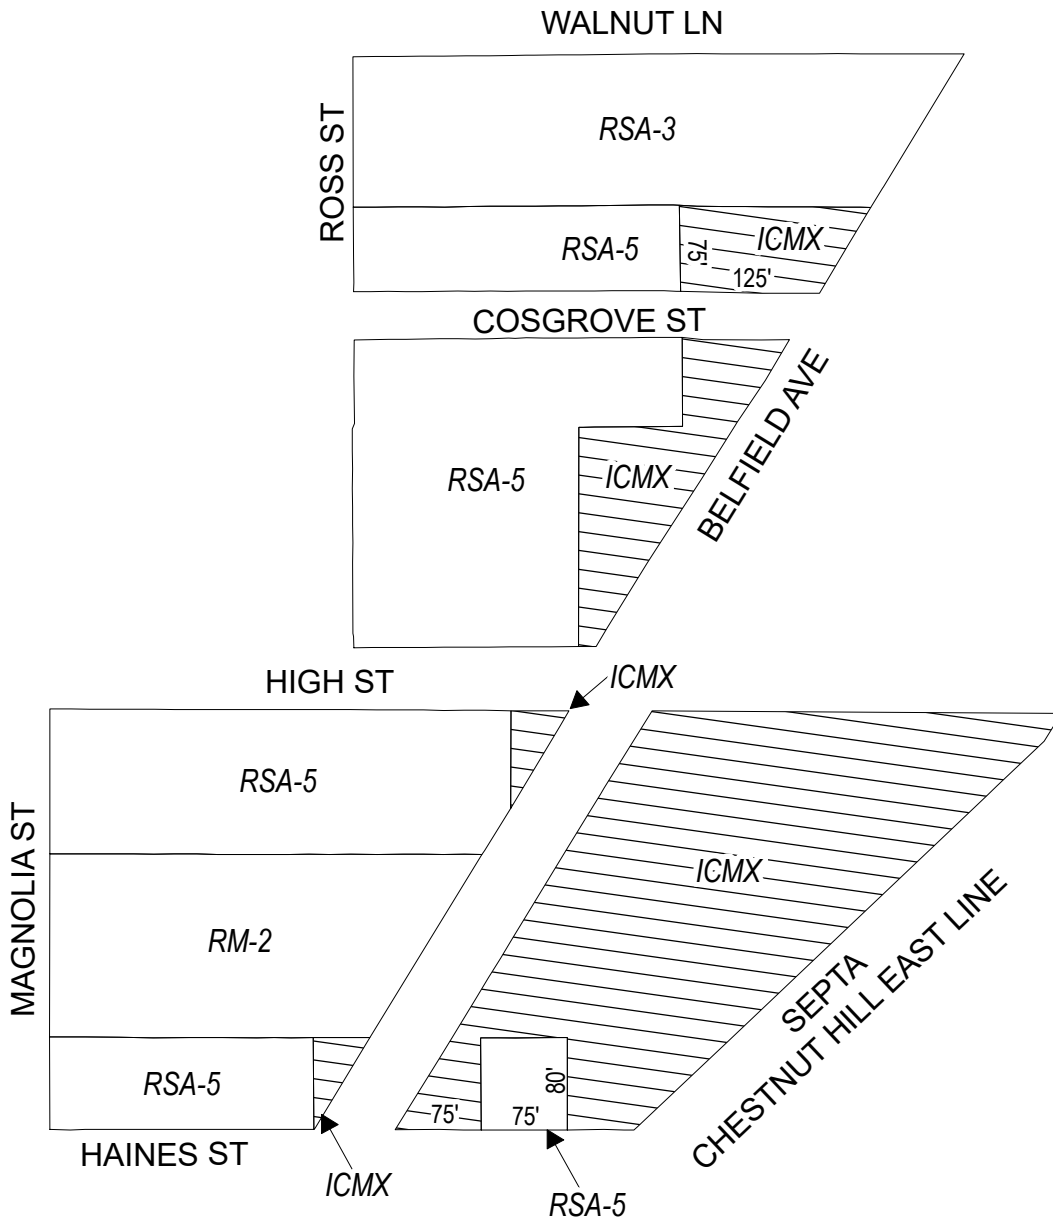 WALNUT LN
ROSS ST
RSA-3
RSA-5
75'
ICMX
125'
COSGROVE ST
BELFIELD AVE
RSA-5
ICMX
HIGH ST
ICMX
RSA-5
MAGNOLIA ST
ICMX
RM-2
SEPTA
CHESTNUT HILL EAST LINE
RSA-5
75'
75'
80'
HAINES ST
ICMX
RSA-5